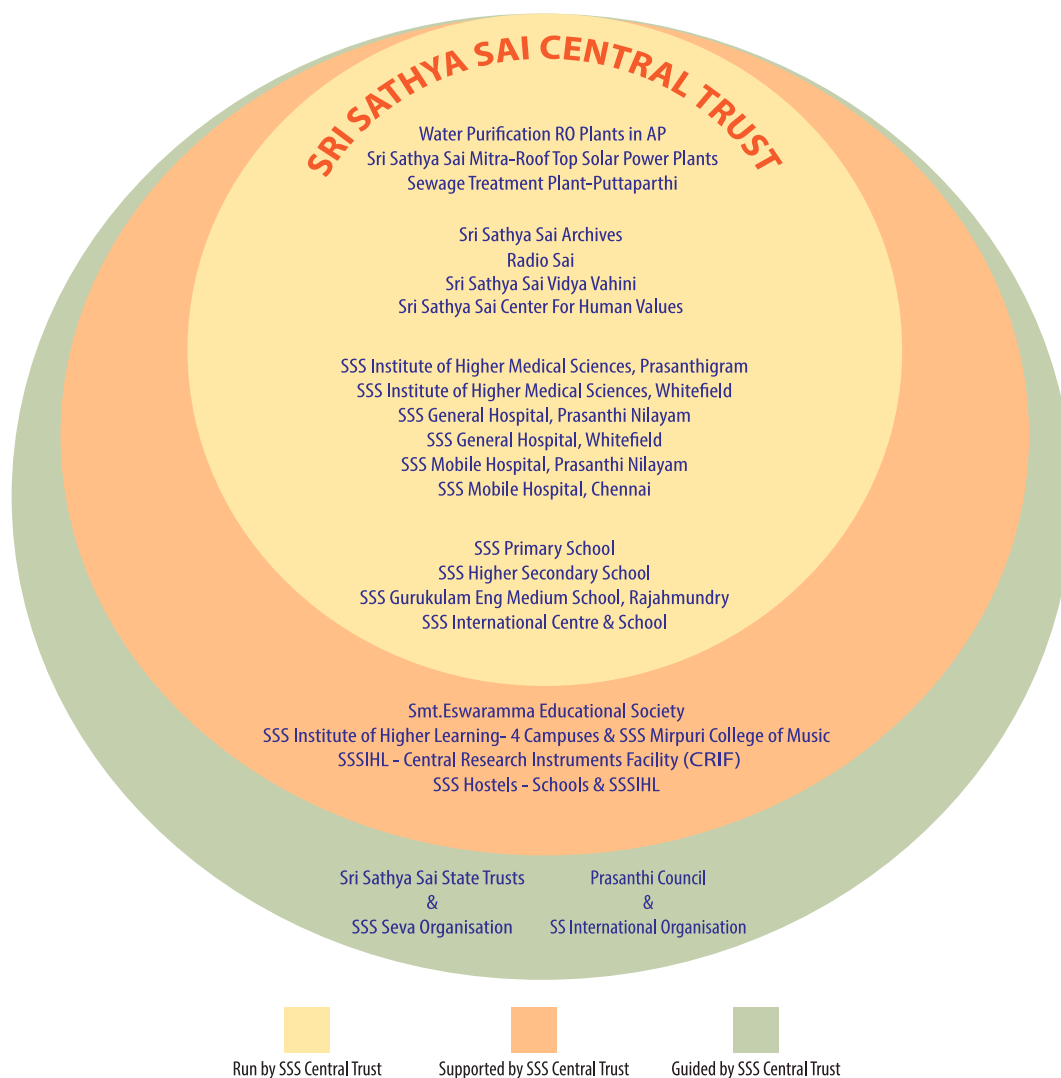 SRI SATHYA SAI CENTRAL TRUST
Water Purification RO Plants in AP
Sri Sathya Sai Mitra-Roof Top Solar Power Plants
Sewage Treatment Plant-Puttaparthi
Sri Sathya Sai Archives
Radio Sai
Sri Sathya Sai Vidya Vahini
Sri Sathya Sai Center For Human Values
SSS Institute of Higher Medical Sciences, Prasanthigram
SSS Institute of Higher Medical Sciences, Whitefield
SSS General Hospital, Prasanthi Nilayam
SSS General Hospital, Whitefield
SSS Mobile Hospital, Prasanthi Nilayam
SSS Mobile Hospital, Chennai
SSS Primary School
SSS Higher Secondary School
SSS Gurukulam Eng Medium School, Rajahmundry
SSS International Centre & School
Smt.Eswaramma Educational Society
SSS Institute of Higher Learning- 4 Campuses & SSS Mirpuri College of Music
SSSIHL - Central Research Instruments Facility (CRIF)
SSS Hostels - Schools & SSSIHL
Sri Sathya Sai State Trusts
&
SSS Seva Organisation
Prasanthi Council
&
SS International Organisation
Run by SSS Central Trust
Supported by SSS Central Trust
Guided by SSS Central Trust